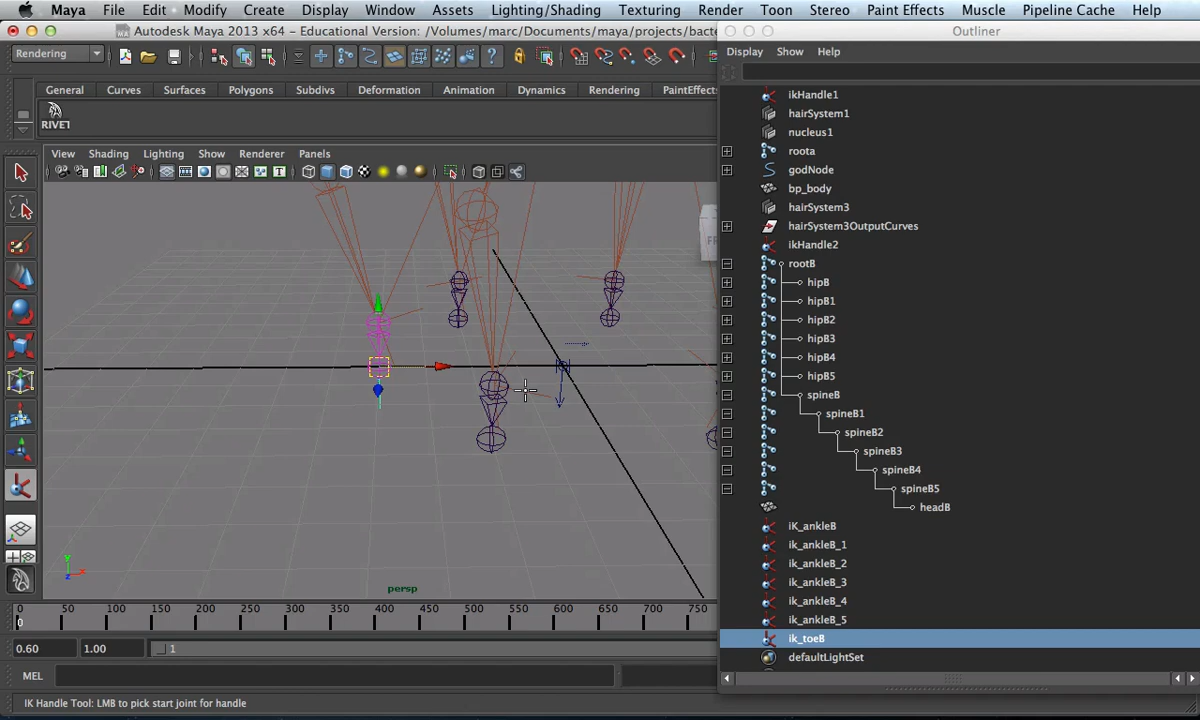 Maya File Edit Modify Create Display Window Assets Lighting/Shading Texturing Render Toon Stereo Paint Effects Muscle Pipeline Cache Help
Autodesk Maya 2013 x64 - Educational Version: /Volumes/marc/Documents/maya/projects/bacte
Outliner
Rendering
Display Show Help
General Curves Surfaces Polygons Subdivs Deformation Animation Dynamics Rendering PaintEffects
RIVET
View Shading Lighting Show Renderer Panels
ikHandle1
hairSystem1
nucleus1
roota
godNode
bp_body
hairSystem3
hairSystem3OutputCurves
ikHandle2
rootB
hipB
hipB1
hipB2
hipB3
hipB4
hipB5
spineB
spineB1
spineB2
spineB3
spineB4
spineB5
headB
iK_ankleB
ik_ankleB_1
ik_ankleB_2
ik_ankleB_3
ik_ankleB_4
ik_ankleB_5
ik_toeB
defaultLightSet
FR
y
z x
persp
0 50 100 150 200 250 300 350 400 450 500 550 600 650 700 750
0
0.60 1.00 1
MEL
IK Handle Tool: LMB to pick start joint for handle